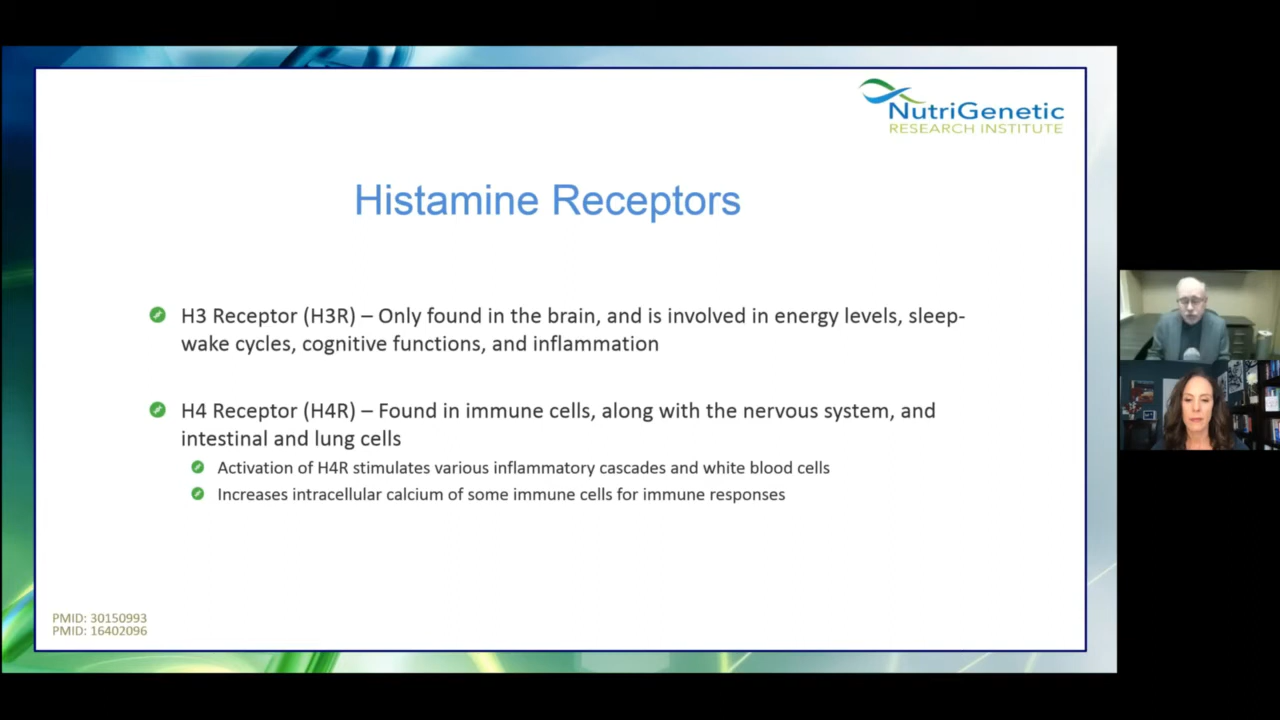 NutriGenetic
RESEARCH INSTITUTE
Histamine Receptors
H3 Receptor (H3R) – Only found in the brain, and is involved in energy levels, sleep-
wake cycles, cognitive functions, and inflammation
H4 Receptor (H4R) – Found in immune cells, along with the nervous system, and
intestinal and lung cells
Activation of H4R stimulates various inflammatory cascades and white blood cells
Increases intracellular calcium of some immune cells for immune responses
PMID: 30150993
PMID: 16402096